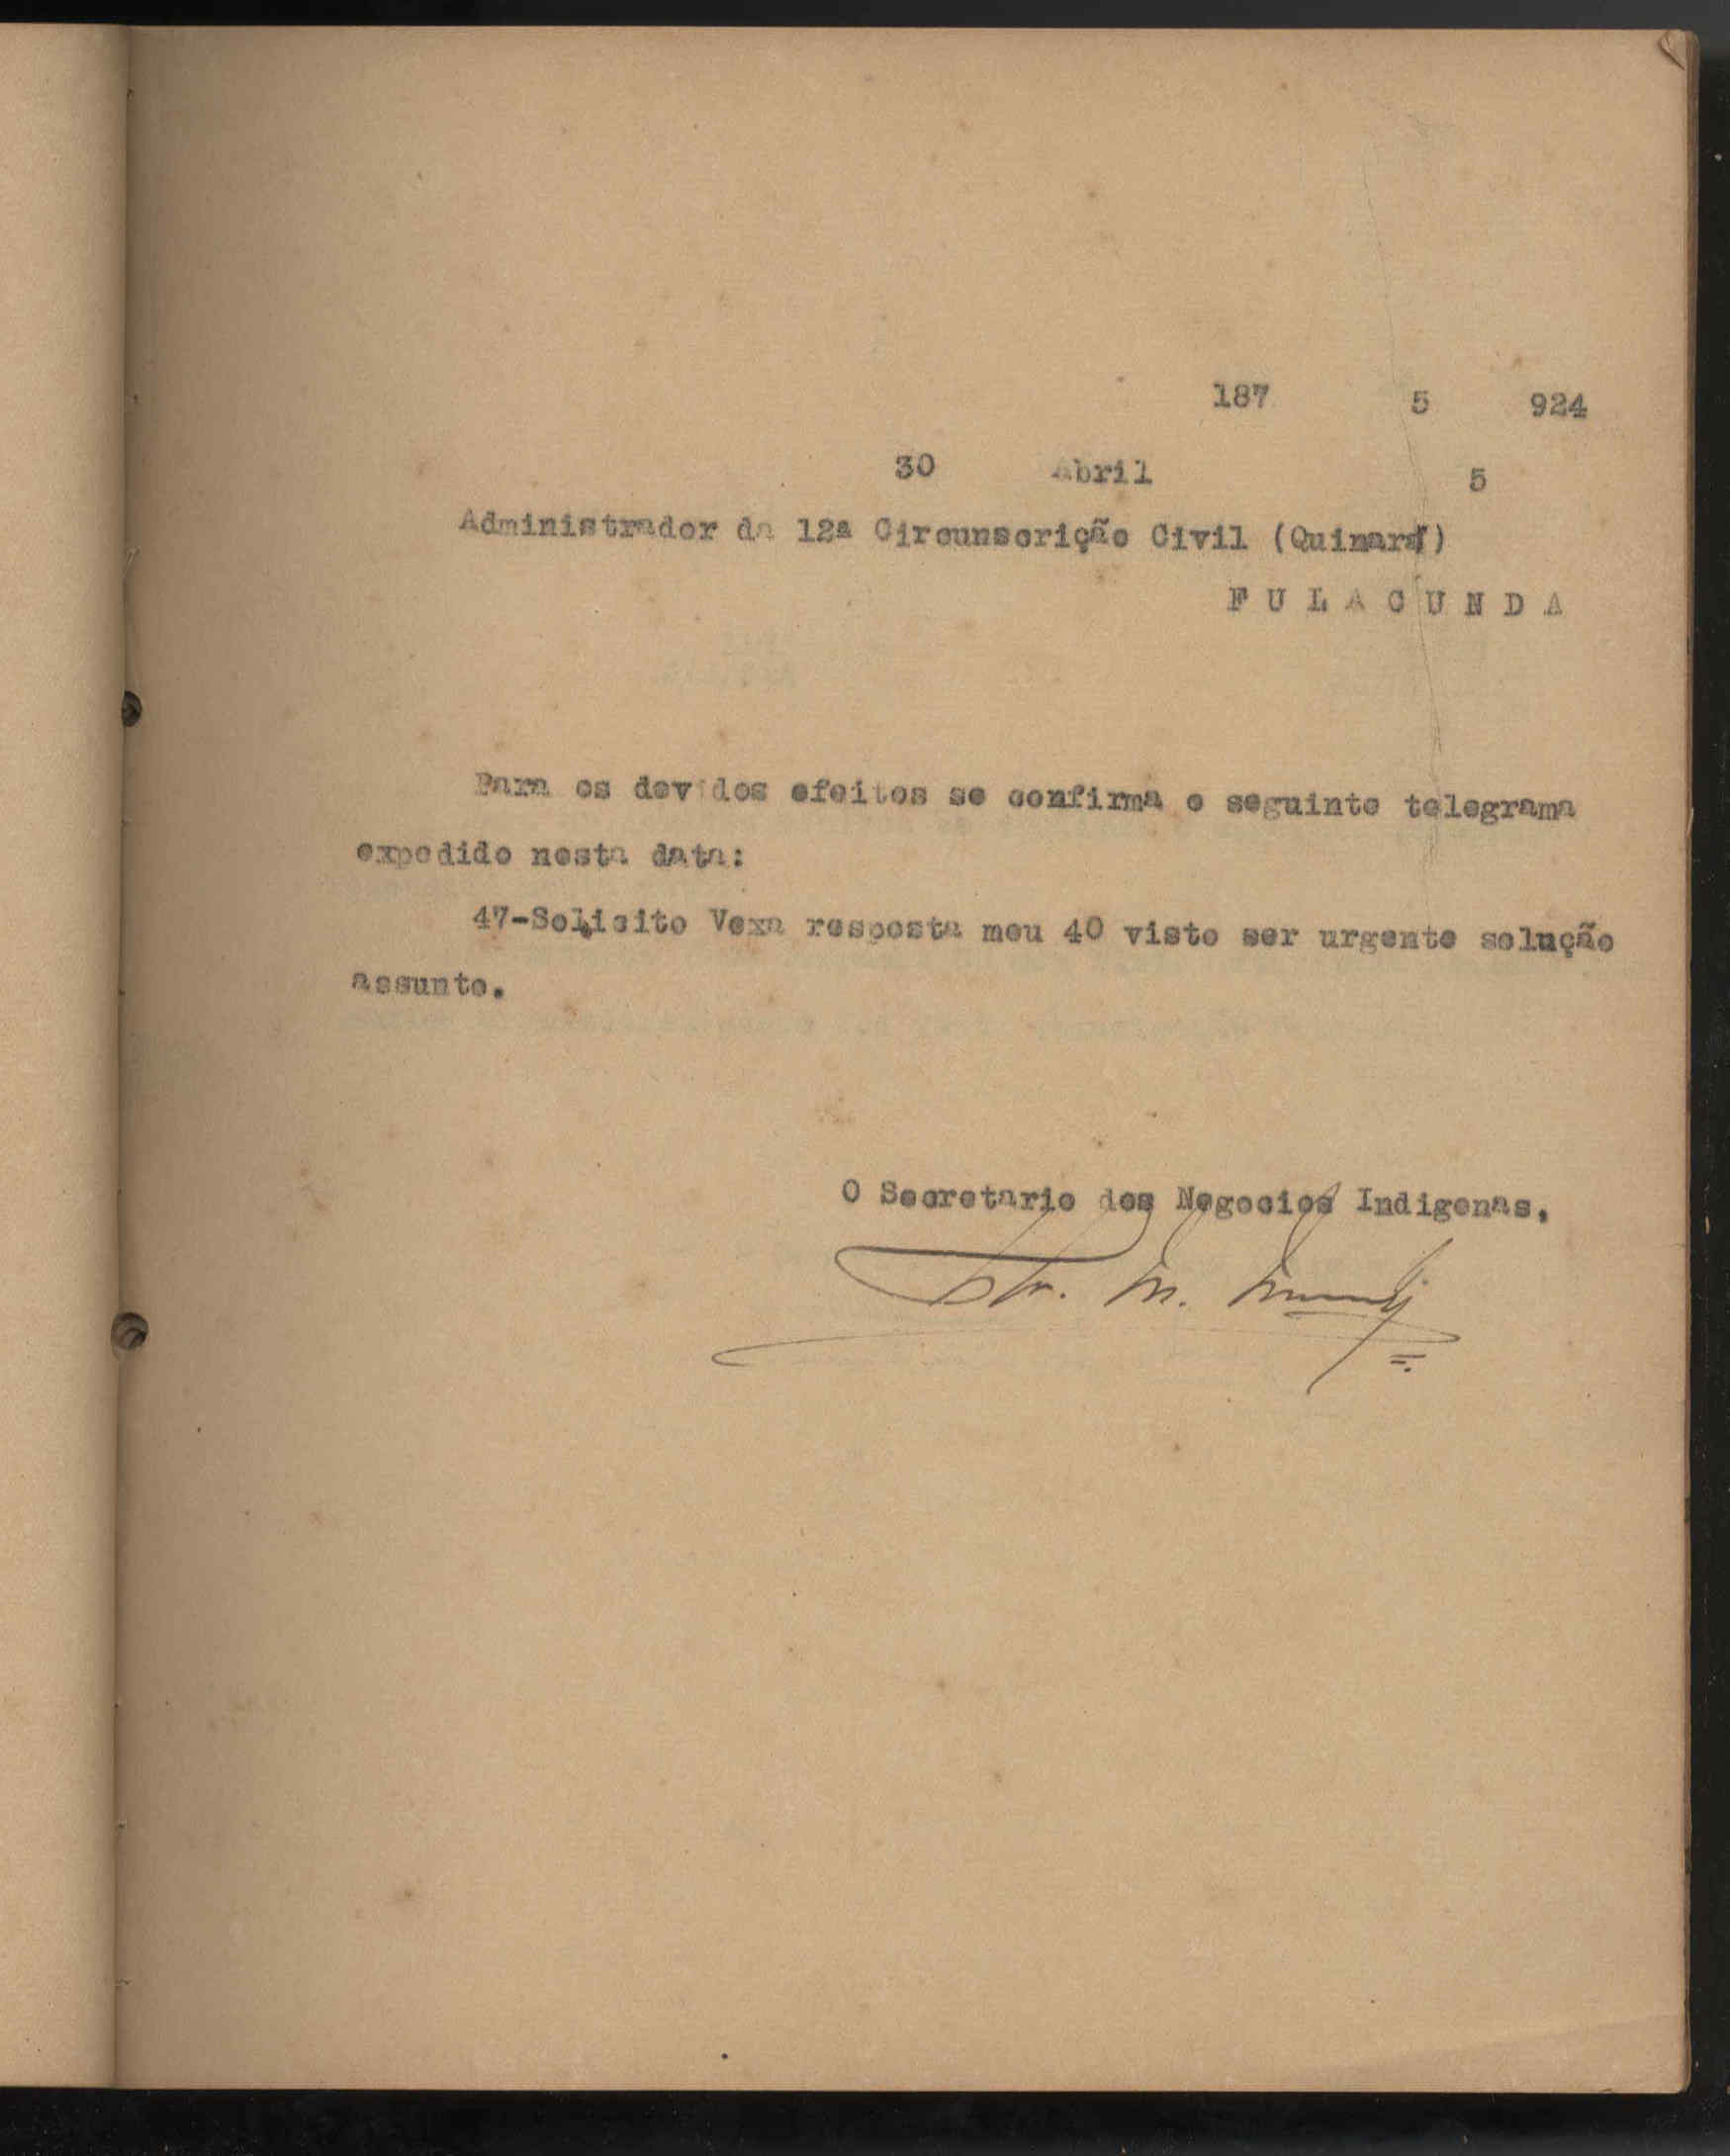 187 5 924
30 Abril 5
Administrador da 12ª Circunscrição Civil (Quinara)
F U L A C U N D A
Para os devidos efeitos se confirma o seguinte telegrama
expedido nesta data:
47-Solicito Vexa resposta meu 40 visto ser urgente solução
assunto.
O Secretario dos Negocios Indigenas,